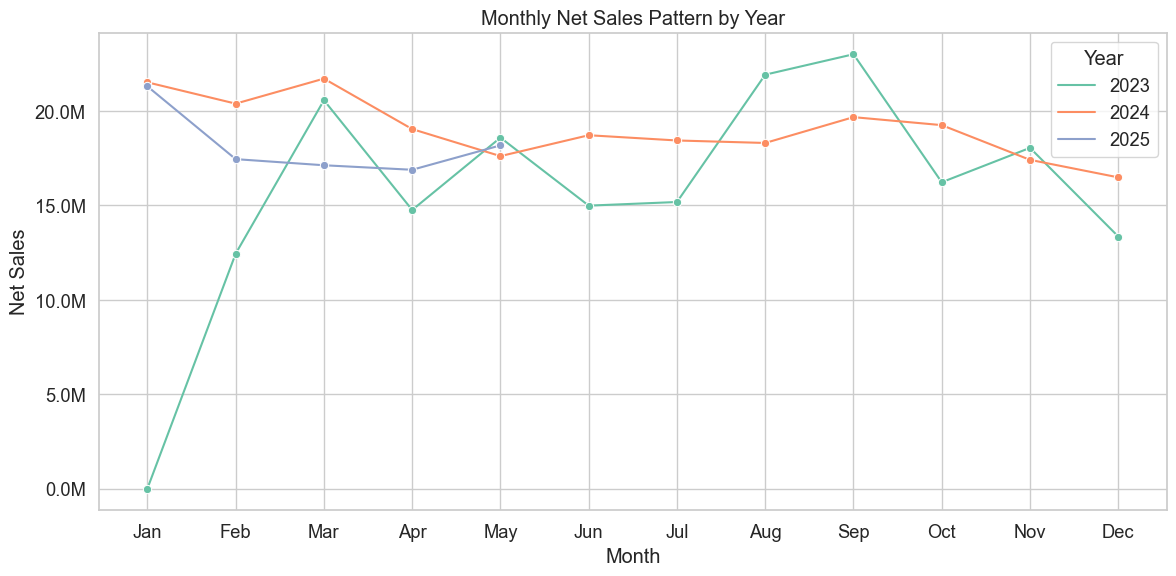 Monthly Net Sales Pattern by Year
Year
2023
2024
2025
Net Sales
20.0M
15.0M
10.0M
5.0M
0.0M
Jan Feb Mar Apr May Jun Jul Aug Sep Oct Nov Dec
Month